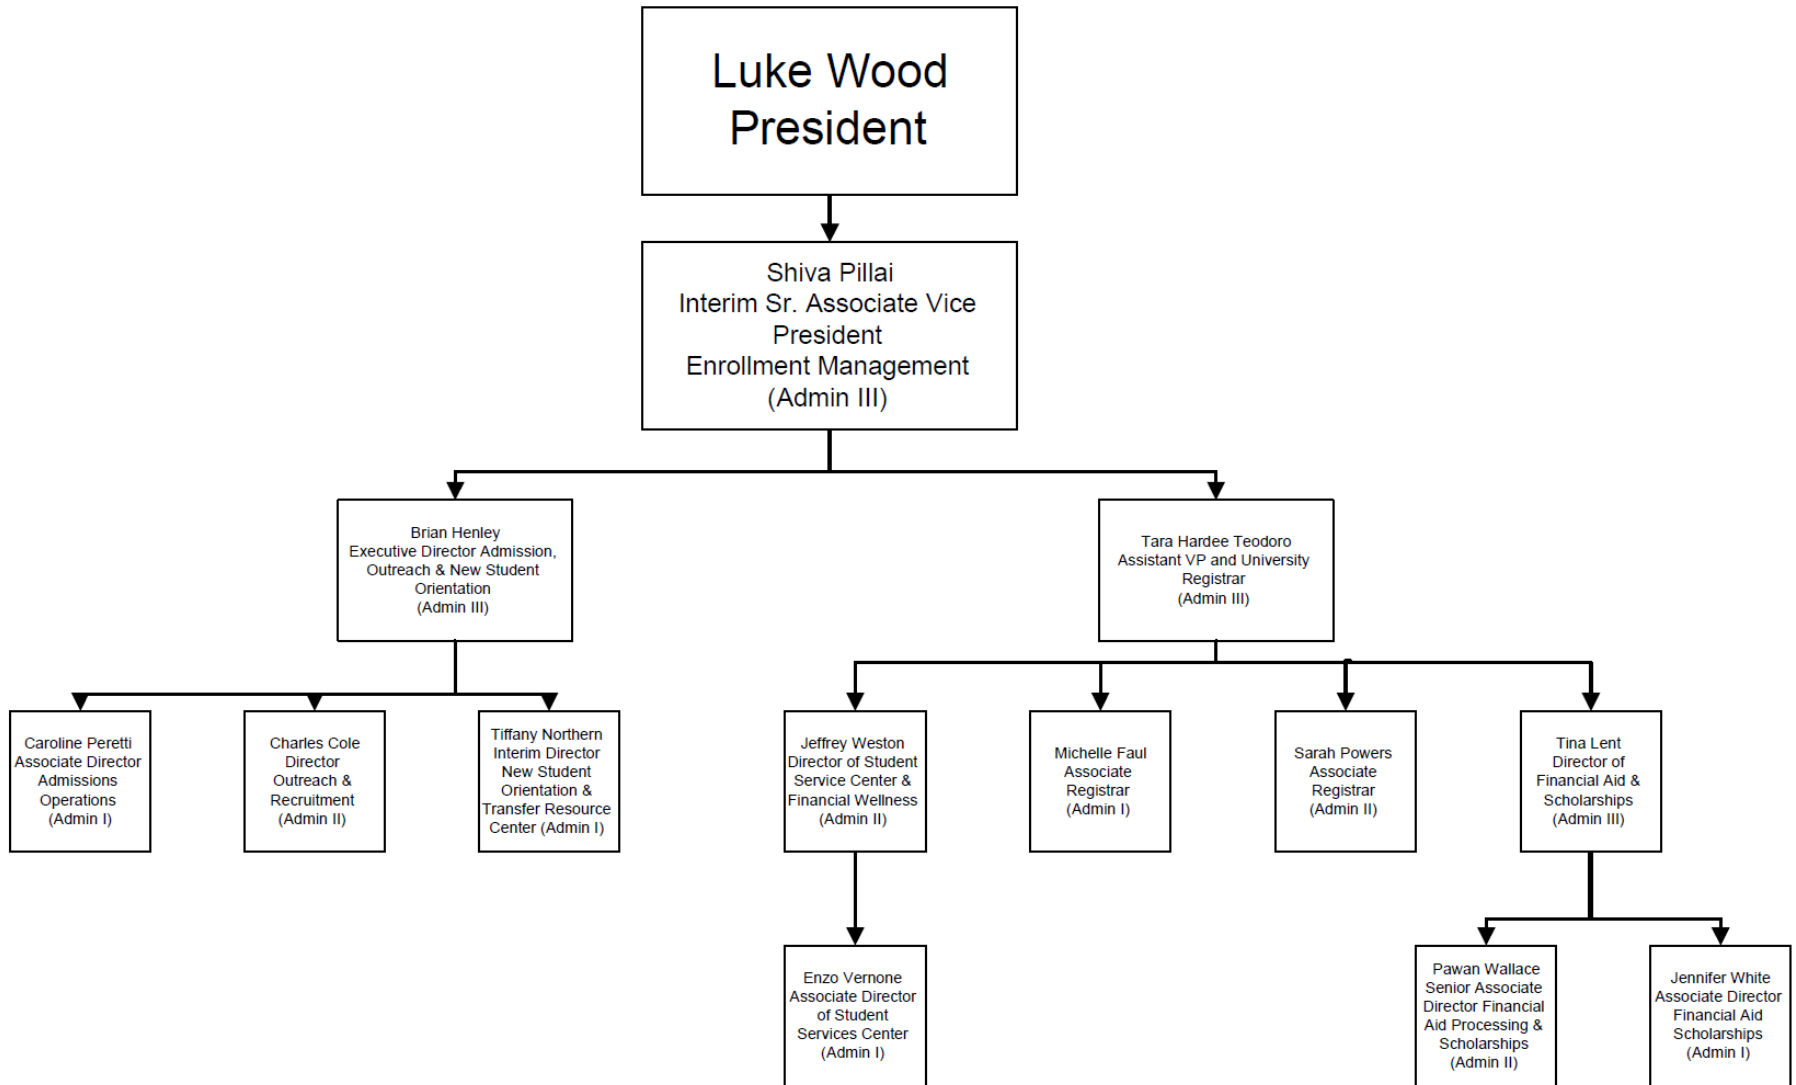 Luke Wood
President
Shiva Pillai
Interim Sr. Associate Vice
President
Enrollment Management
(Admin III)
Brian Henley
Executive Director Admission,
Outreach & New Student
Orientation
(Admin III)
Tara Hardee Teodoro
Assistant VP and University
Registrar
(Admin III)
Caroline Peretti
Associate Director
Admissions
Operations
(Admin I)
Charles Cole
Director
Outreach &
Recruitment
(Admin II)
Tiffany Northern
Interim Director
New Student
Orientation &
Transfer Resource
Center (Admin I)
Jeffrey Weston
Director of Student
Service Center &
Financial Wellness
(Admin II)
Michelle Faul
Associate
Registrar
(Admin I)
Sarah Powers
Associate
Registrar
(Admin II)
Tina Lent
Director of
Financial Aid &
Scholarships
(Admin III)
Enzo Vernone
Associate Director
of Student
Services Center
(Admin I)
Pawan Wallace
Senior Associate
Director Financial
Aid Processing &
Scholarships
(Admin II)
Jennifer White
Associate Director
Financial Aid
Scholarships
(Admin I)